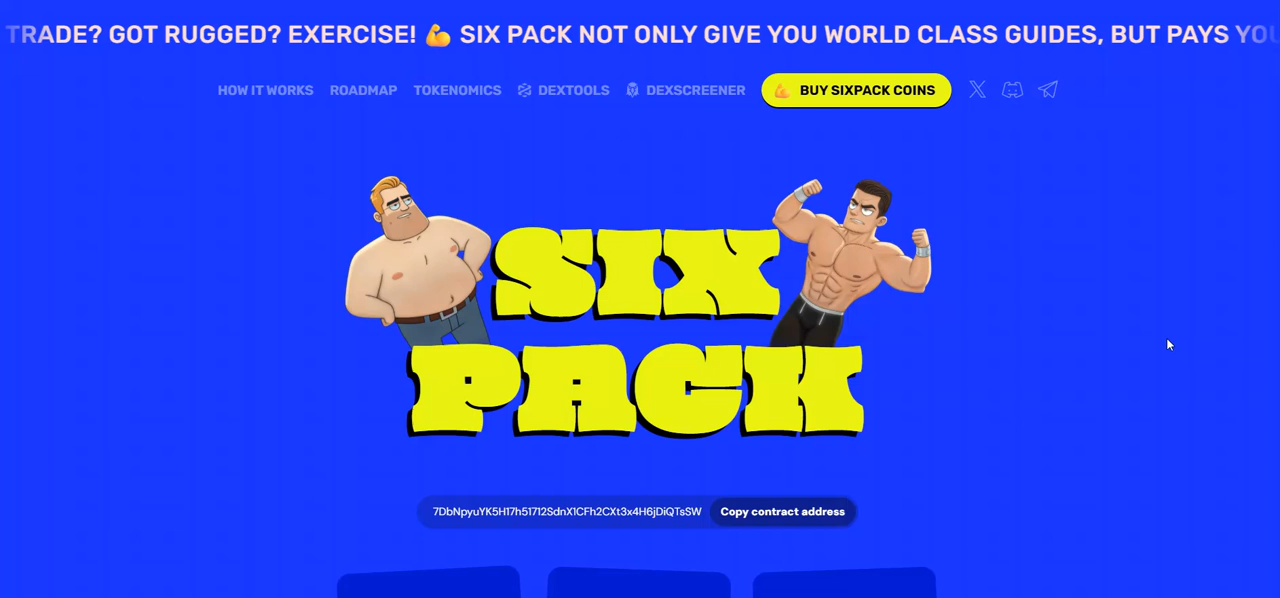 TRADE? GOT RUGGED? EXERCISE! 💪 SIX PACK NOT ONLY GIVE YOU WORLD CLASS GUIDES, BUT PAYS YOU
HOW IT WORKS ROADMAP TOKENOMICS DEXTOOLS DEXSCREENER 💪 BUY SIXPACK COINS
SIX
PACK
7DbNpyuYK5H17h51712SdnX1CFh2CXt3x4H6jDiQTsSW Copy contract address